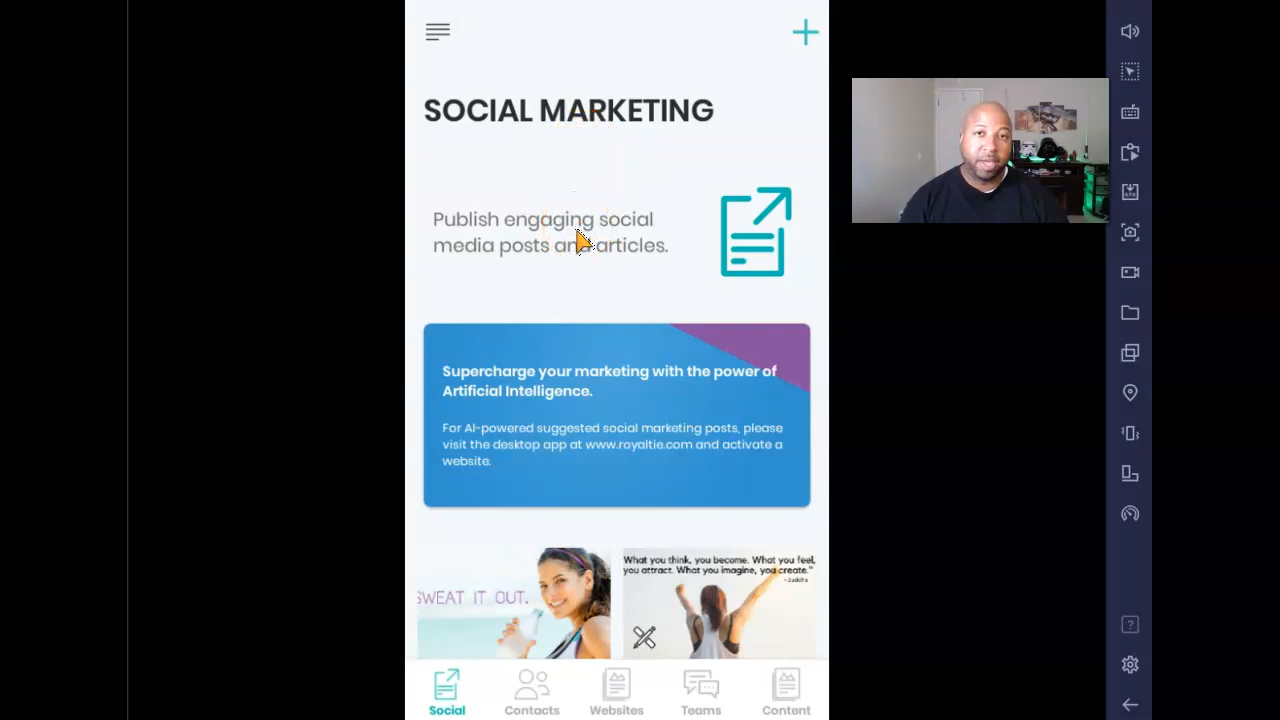 SOCIAL MARKETING
Publish engaging social
media posts and articles.
Supercharge your marketing with the power of
Artificial Intelligence.
For AI-powered suggested social marketing posts, please
visit the desktop app at www.royaltie.com and activate a
website.
SWEAT IT OUT.
What you think, you become. What you feel,
you attract. What you imagine, you create."
Social
Contacts
Websites
Teams
Content